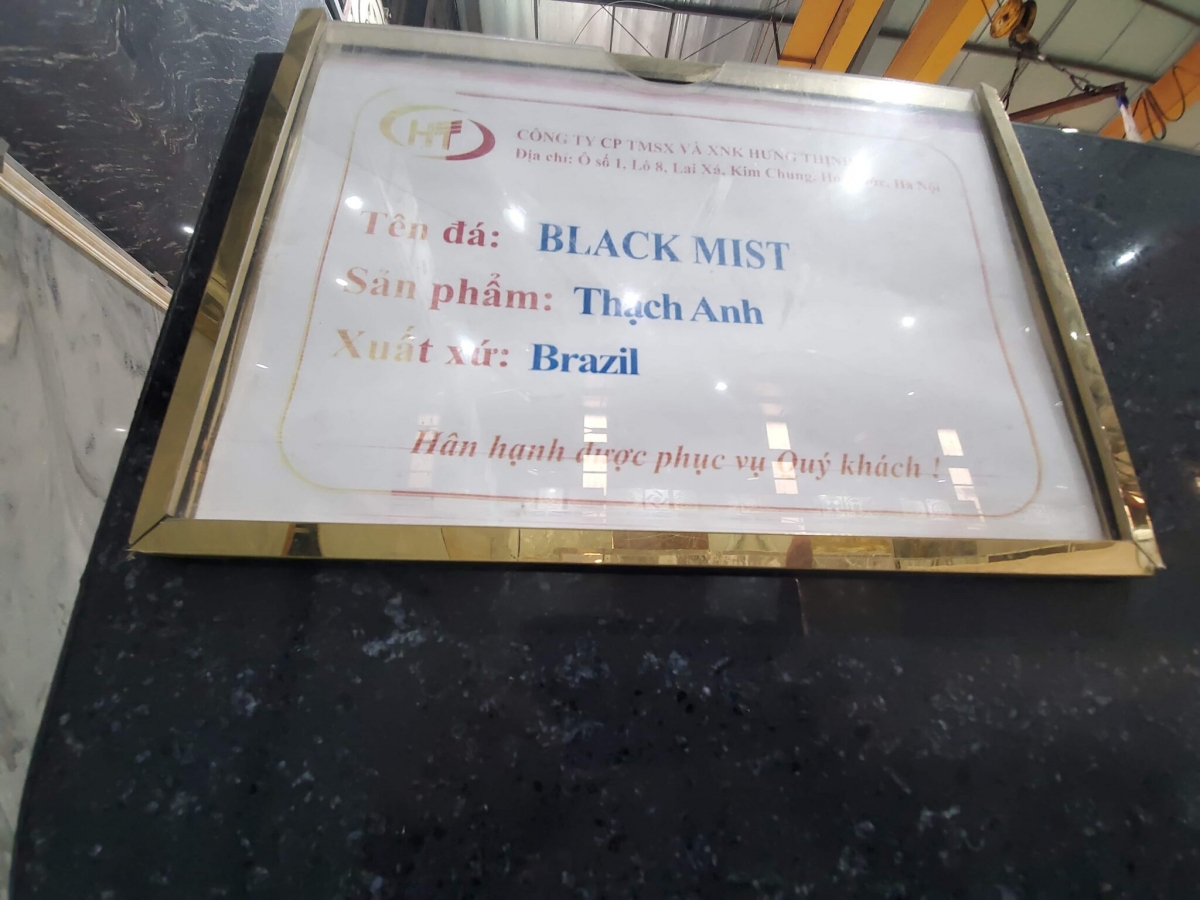 HT
CÔNG TY CP TMSX VÀ XNK HƯNG THỊNH
Địa chỉ: Ô số 1, Lô 8, Lai Xá, Kim Chung, Hà Nội
Tên đá: BLACK MIST
Sản phẩm: Thạch Anh
Xuất xứ: Brazil
Hân hạnh được phục vụ Quý khách !